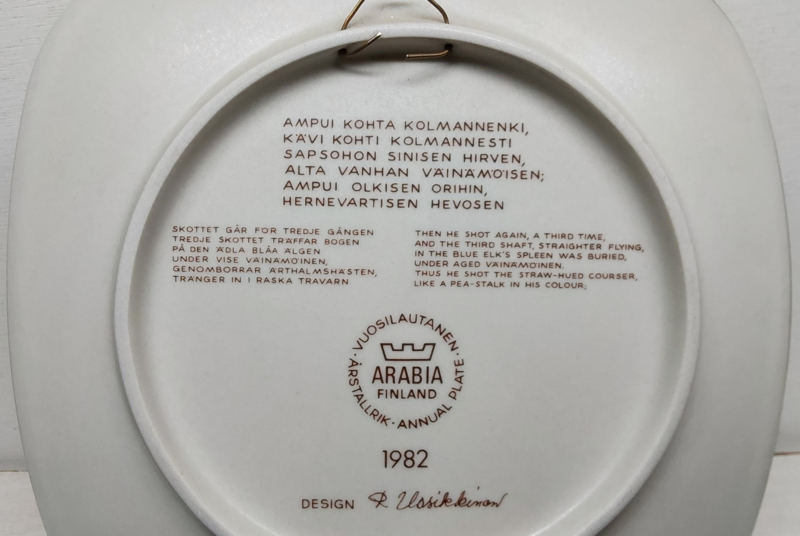 AMPUI KOHTA KOLMANNENKI,
KÄVI KOHTI KOLMANNESTI
SAPSOHON SINISEN HIRVEN,
ALTA VANHAN VÄINÄMÖISEN;
AMPUI OLKISEN ORIHIN,
HERNEVARTISEN HEVOSEN
SKOTTET GÅR FÖR TREDJE GÅNGEN
TREDJE SKOTTET TRÄFFAR BOGEN
PÅ DEN ÄDLA BLÅA ÄLGEN
UNDER VISE VÄINÄMÖINEN,
GENOMBORRAR ÄRTHALMSHÄSTEN,
TRÄNGER IN I RASKA TRAVARN
THEN HE SHOT AGAIN, A THIRD TIME,
AND THE THIRD SHAFT, STRAIGHTER FLYING,
IN THE BLUE ELK'S SPLEEN WAS BURIED,
UNDER AGED VÄINÄMÖINEN.
THUS HE SHOT THE STRAW-HUED COURSER,
LIKE A PEA-STALK IN HIS COLOUR;
VUOSILAUTANEN · ANNUAL PLATE · ÅRSTALLRIK ·
ARABIA
FINLAND
1982
DESIGN R Uosikkinen